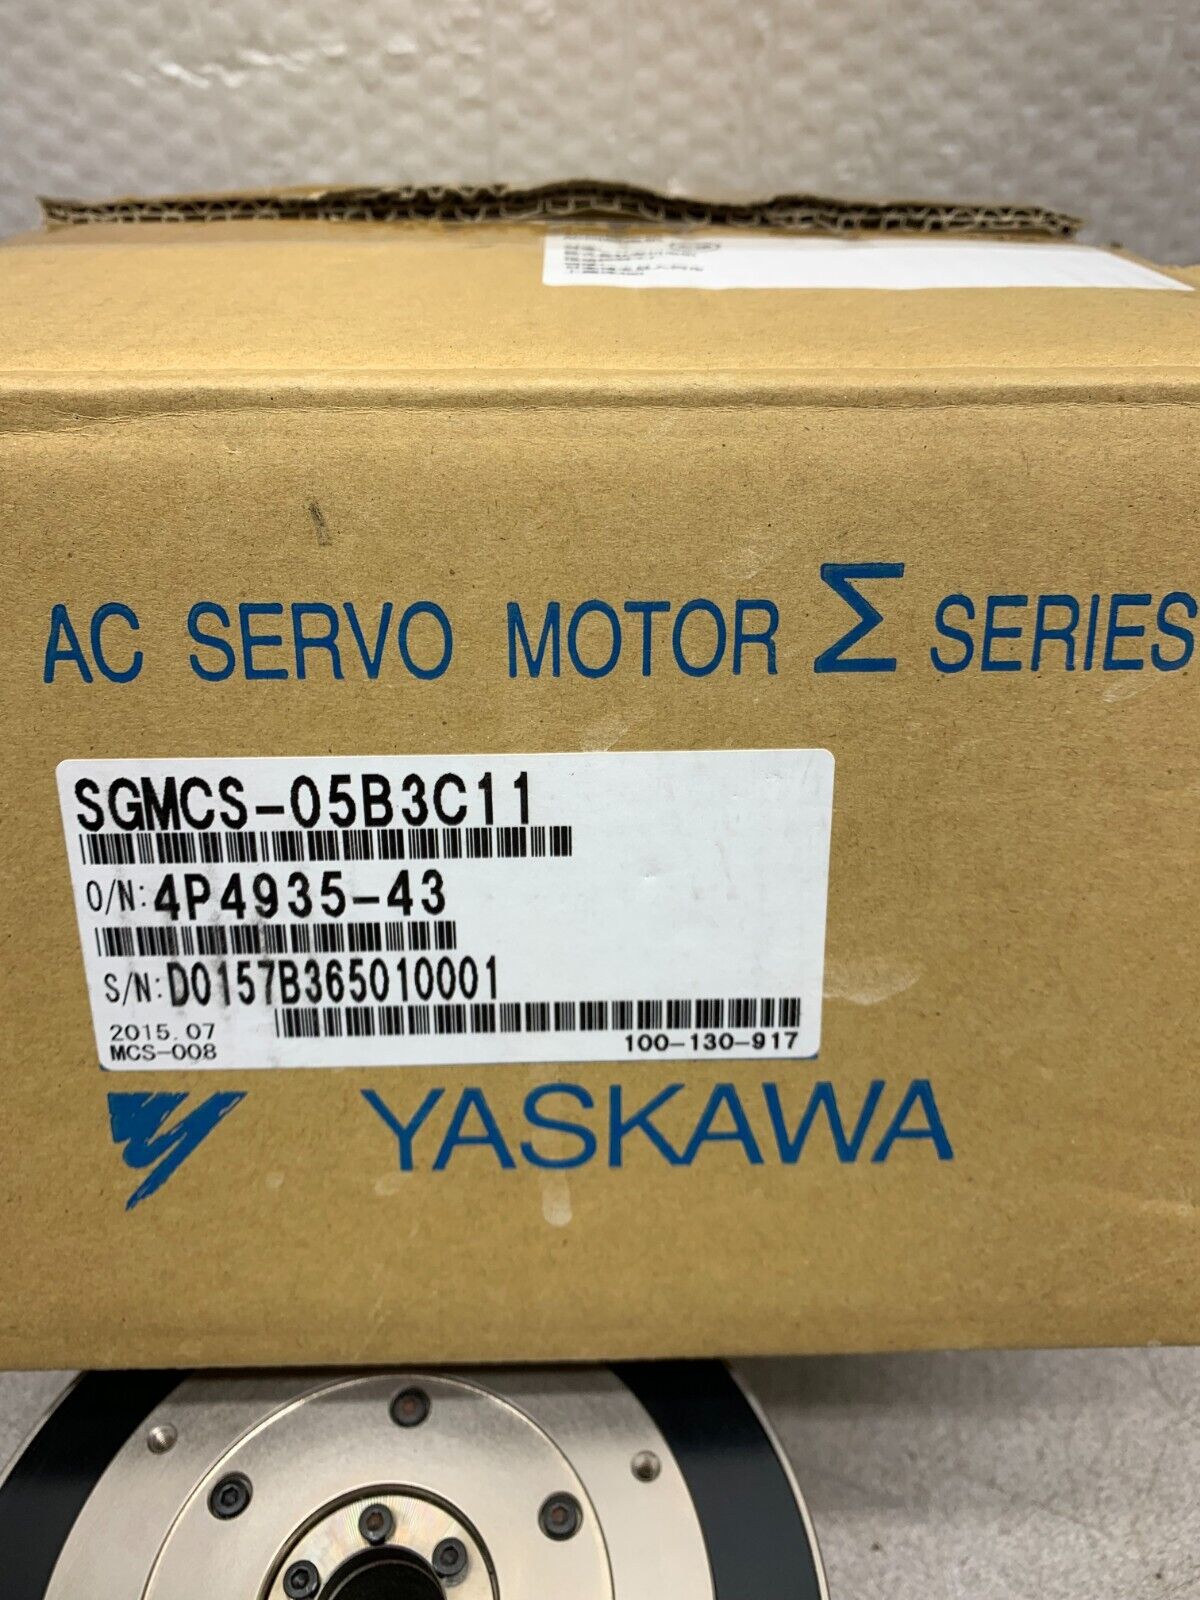 AC SERVO MOTOR Σ SERIES
SGMCS-05B3C11
O/N: 4P4935-43
S/N: D0157B365010001
2015.07
MCS-008
100-130-917
YASKAWA